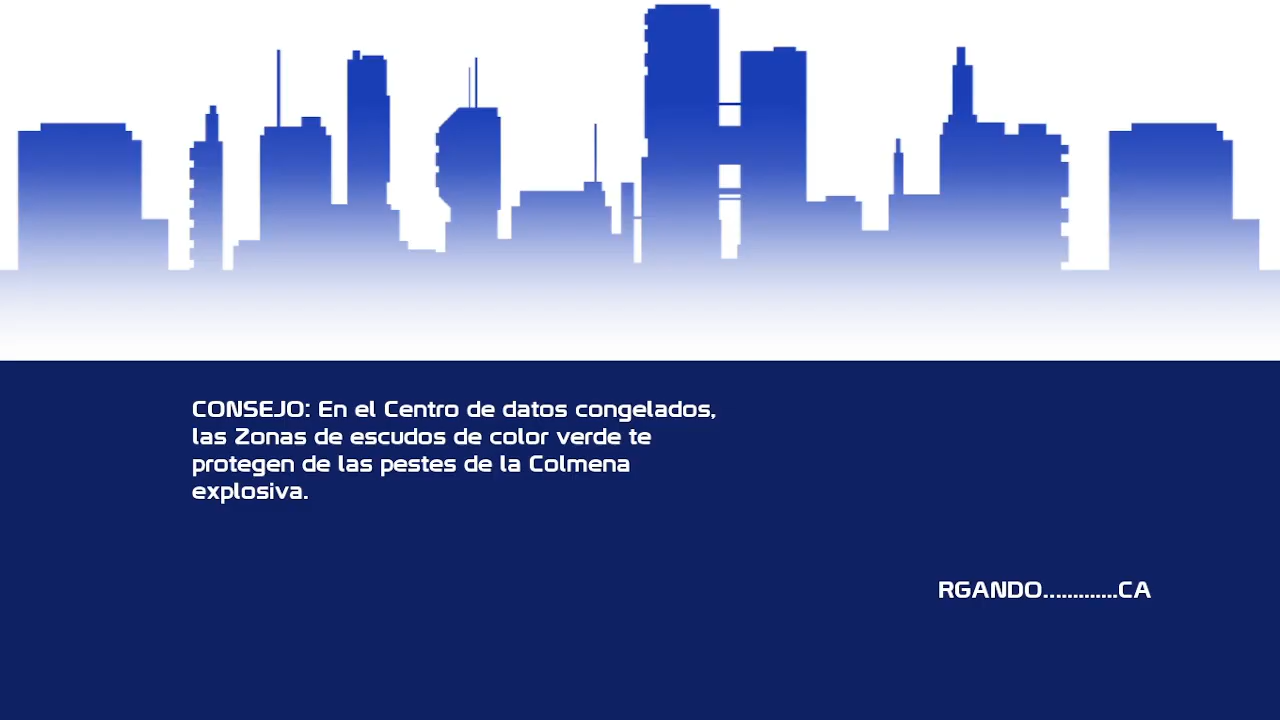 CONSEJO: En el Centro de datos congelados,
las Zonas de escudos de color verde te
protegen de las pestes de la Colmena
explosiva.
RGANDO............CA